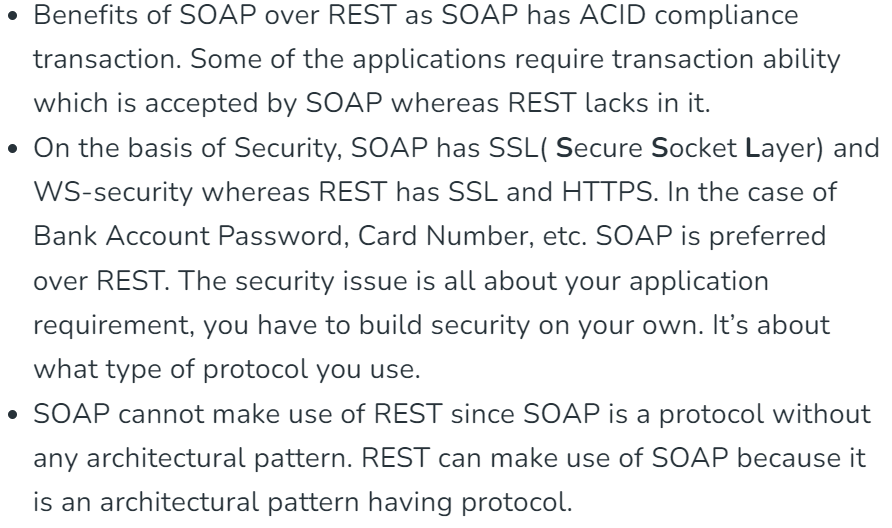 • Benefits of SOAP over REST as SOAP has ACID compliance
transaction. Some of the applications require transaction ability
which is accepted by SOAP whereas REST lacks in it.
• On the basis of Security, SOAP has SSL( Secure Socket Layer) and
WS-security whereas REST has SSL and HTTPS. In the case of
Bank Account Password, Card Number, etc. SOAP is preferred
over REST. The security issue is all about your application
requirement, you have to build security on your own. It’s about
what type of protocol you use.
• SOAP cannot make use of REST since SOAP is a protocol without
any architectural pattern. REST can make use of SOAP because it
is an architectural pattern having protocol.